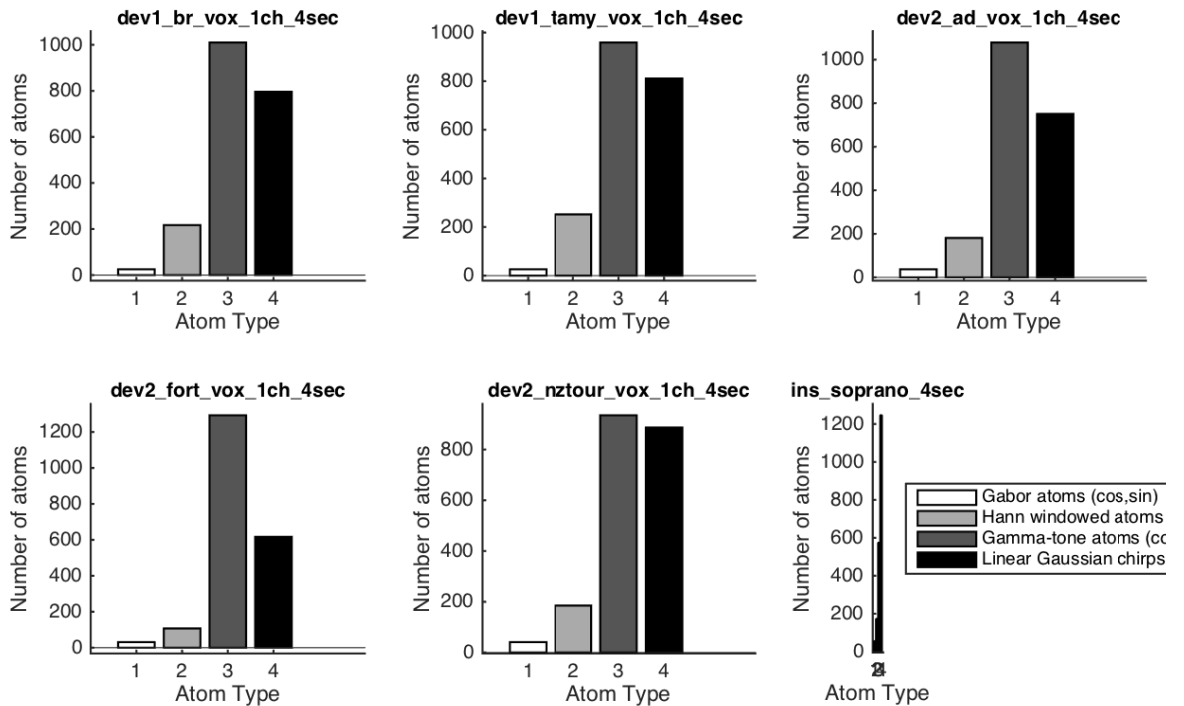 dev1_br_vox_1ch_4sec
Number of atoms
1000
800
600
400
200
0
1 2 3 4
Atom Type
dev1_tamy_vox_1ch_4sec
Number of atoms
1000
800
600
400
200
0
1 2 3 4
Atom Type
dev2_ad_vox_1ch_4sec
Number of atoms
1000
800
600
400
200
0
1 2 3 4
Atom Type
dev2_fort_vox_1ch_4sec
Number of atoms
1200
1000
800
600
400
200
0
1 2 3 4
Atom Type
dev2_nztour_vox_1ch_4sec
Number of atoms
800
600
400
200
0
1 2 3 4
Atom Type
ins_soprano_4sec
Number of atoms
1200
1000
800
600
400
200
0
Atom Type
Gabor atoms (cos,sin)
Hann windowed atoms
Gamma-tone atoms (co
Linear Gaussian chirps